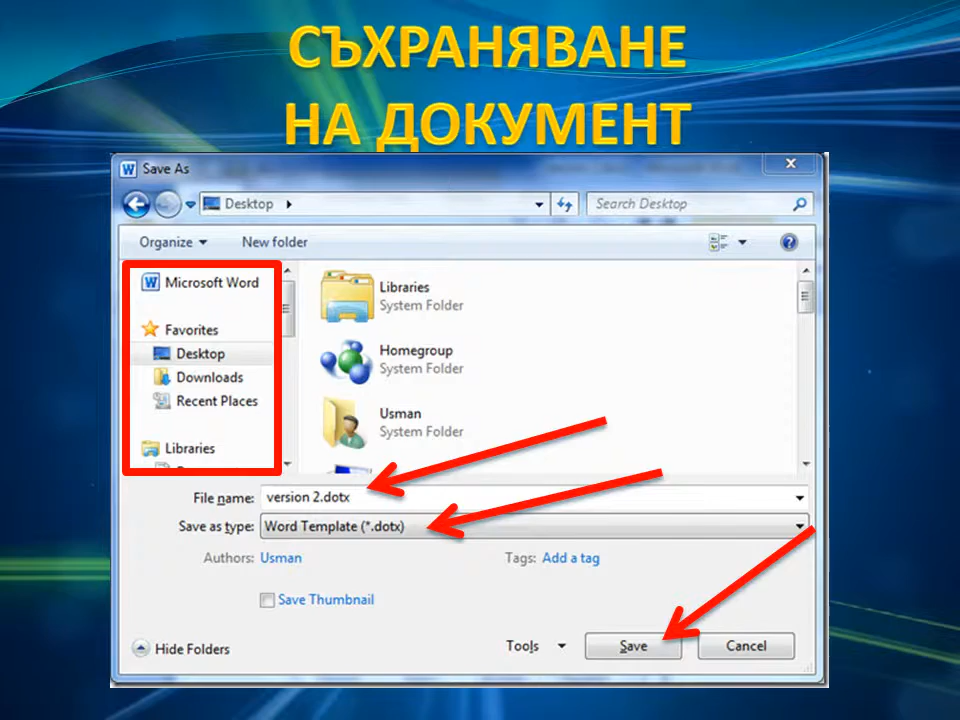 СЪХРАНЯВАНЕ
НА ДОКУМЕНТ
Save As
Desktop
Search Desktop
Organize
New folder
Microsoft Word
Favorites
Desktop
Downloads
Recent Places
Libraries
Libraries
System Folder
Homegroup
System Folder
Usman
System Folder
File name: version 2.dotx
Save as type: Word Template (*.dotx)
Authors: Usman
Tags: Add a tag
Save Thumbnail
Hide Folders
Tools
Save
Cancel